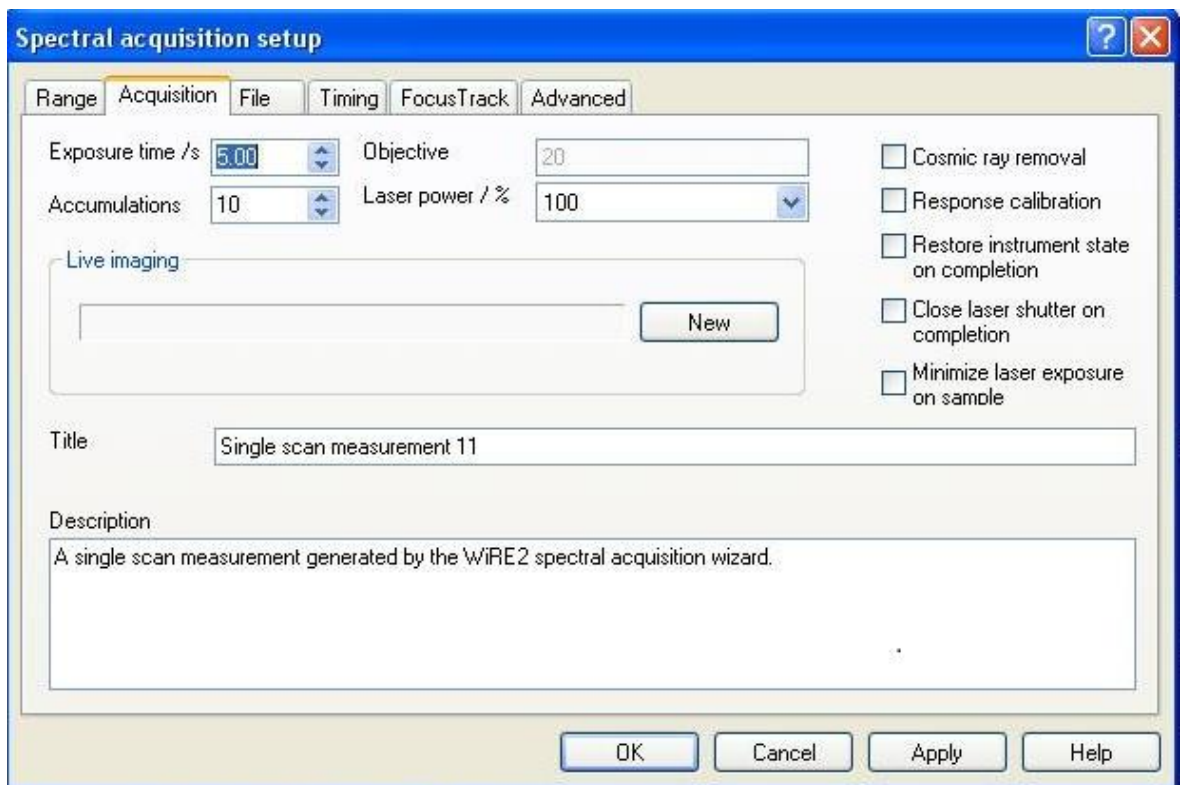 Spectral acquisition setup
Range Acquisition File Timing FocusTrack Advanced
Exposure time /s 5.00 Objective 20
Accumulations 10 Laser power / % 100
Cosmic ray removal
Response calibration
Restore instrument state
on completion
Close laser shutter on
completion
Minimize laser exposure
on sample
Live imaging
New
Title Single scan measurement 11
Description
A single scan measurement generated by the WiRE2 spectral acquisition wizard.
OK Cancel Apply Help